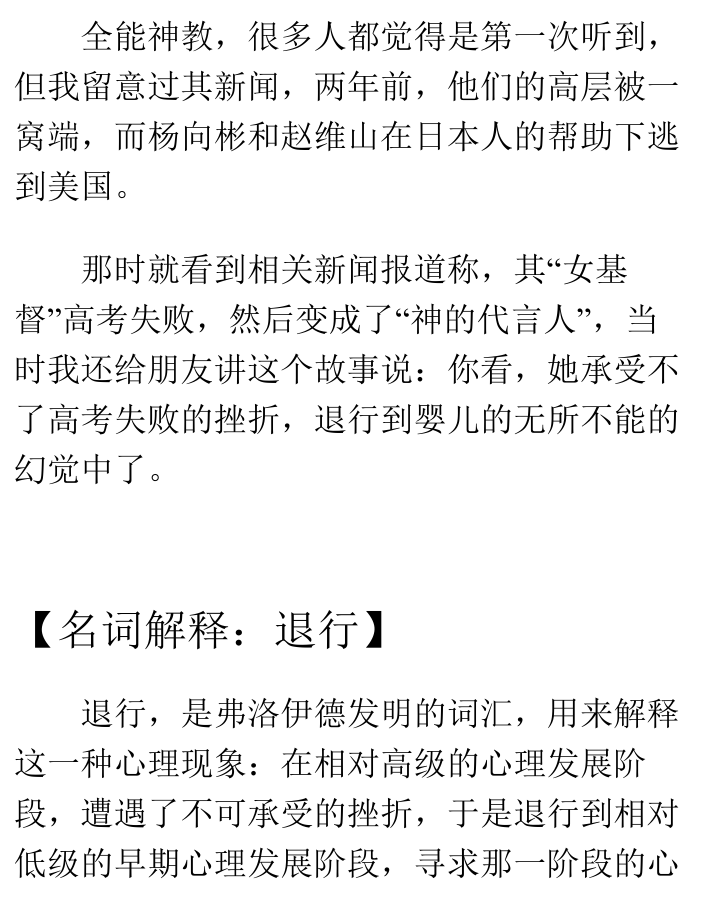 全能神教，很多人都觉得是第一次听到，
但我留意过其新闻，两年前，他们的高层被一
窝端，而杨向彬和赵维山在日本人的帮助下逃
到美国。
那时就看到相关新闻报道称，其“女基
督”高考失败，然后变成了“神的代言人”，当
时我还给朋友讲这个故事说：你看，她承受不
了高考失败的挫折，退行到婴儿的无所不能的
幻觉中了。
【名词解释：退行】
退行，是弗洛伊德发明的词汇，用来解释
这一种心理现象：在相对高级的心理发展阶
段，遭遇了不可承受的挫折，于是退行到相对
低级的早期心理发展阶段，寻求那一阶段的心